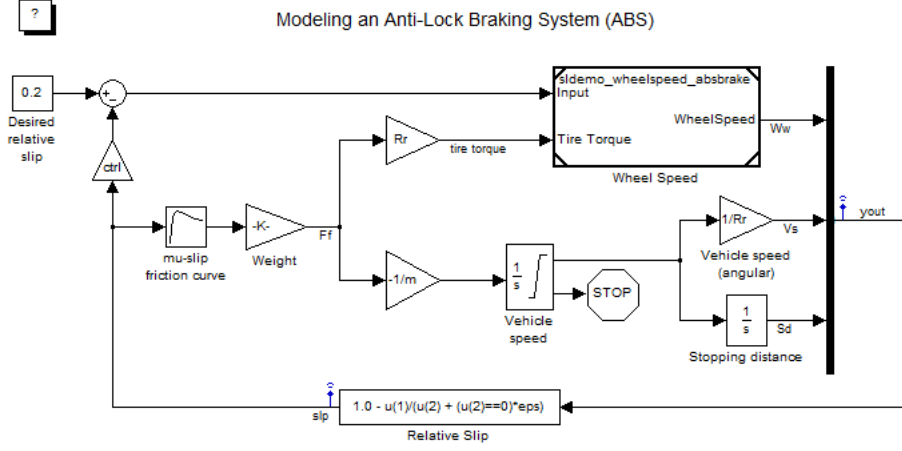 ?
Modeling an Anti-Lock Braking System (ABS)
0.2
Desired
relative
slip
+
−
ctrl
mu-slip
friction curve
-K-
Weight
Ff
Rr
tire torque
sldemo_wheelspeed_absbrake
Input
Tire Torque
WheelSpeed
Wheel Speed
Ww
-1/m
1
s
Vehicle
speed
STOP
1/Rr
Vehicle speed
(angular)
Vs
1
s
Stopping distance
Sd
yout
1.0 - u(1)/(u(2) + (u(2)==0)*eps)
Relative Slip
slp